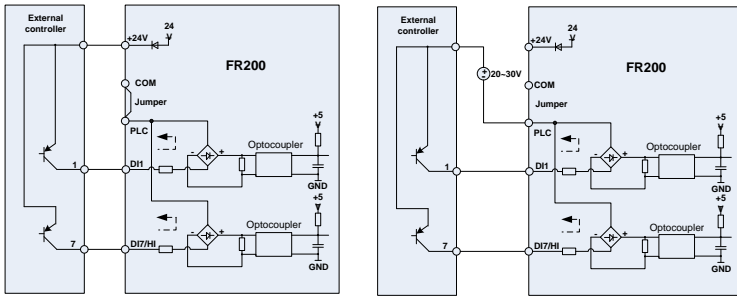 External
controller
+24V
24
V
FR200
COM
Jumper
PLC
+5
V
Optocoupler
1
DI1
- +
GND
+5
V
Optocoupler
7
DI7/HI
- +
GND
External
controller
+24V
24
V
20~30V
FR200
COM
Jumper
PLC
+5
V
Optocoupler
1
DI1
- +
GND
+5
V
Optocoupler
7
DI7/HI
- +
GND